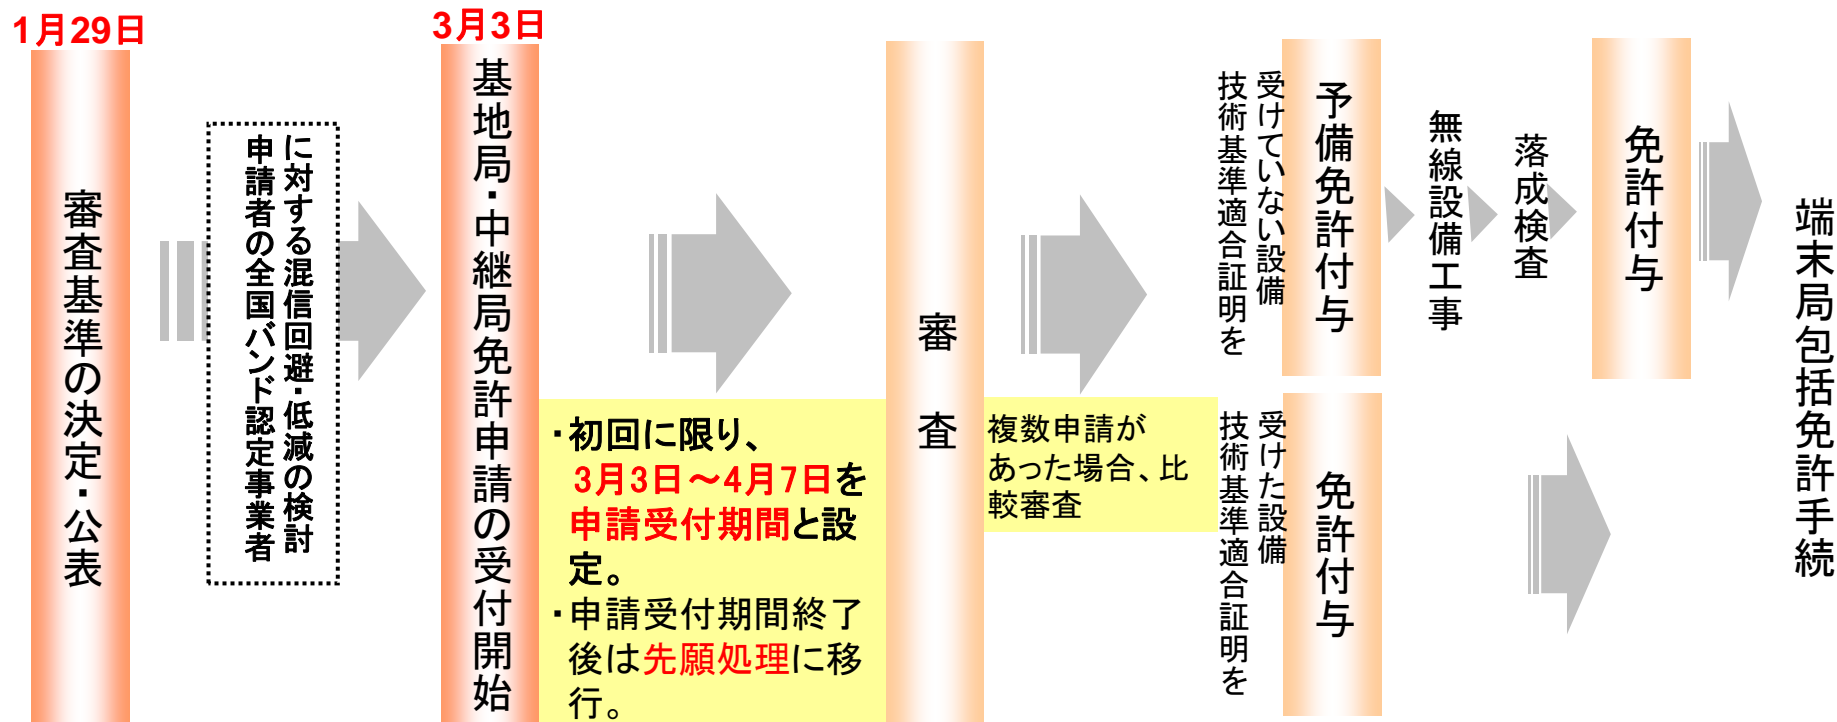 1月29日
審査基準の決定・公表
申請者の全国バンド認定事業者
に対する混信回避・低減の検討
3月3日
基地局・中継局免許申請の受付開始
・初回に限り、
3月3日～4月7日を
申請受付期間と設
定。
・申請受付期間終了
後は先願処理に移
行。
審査
複数申請が
あった場合、比
較審査
技術基準適合証明を
受けていない設備
予備免許付与
無線設備工事
落成検査
免許付与
技術基準適合証明を
受けた設備
免許付与
端末局包括免許手続